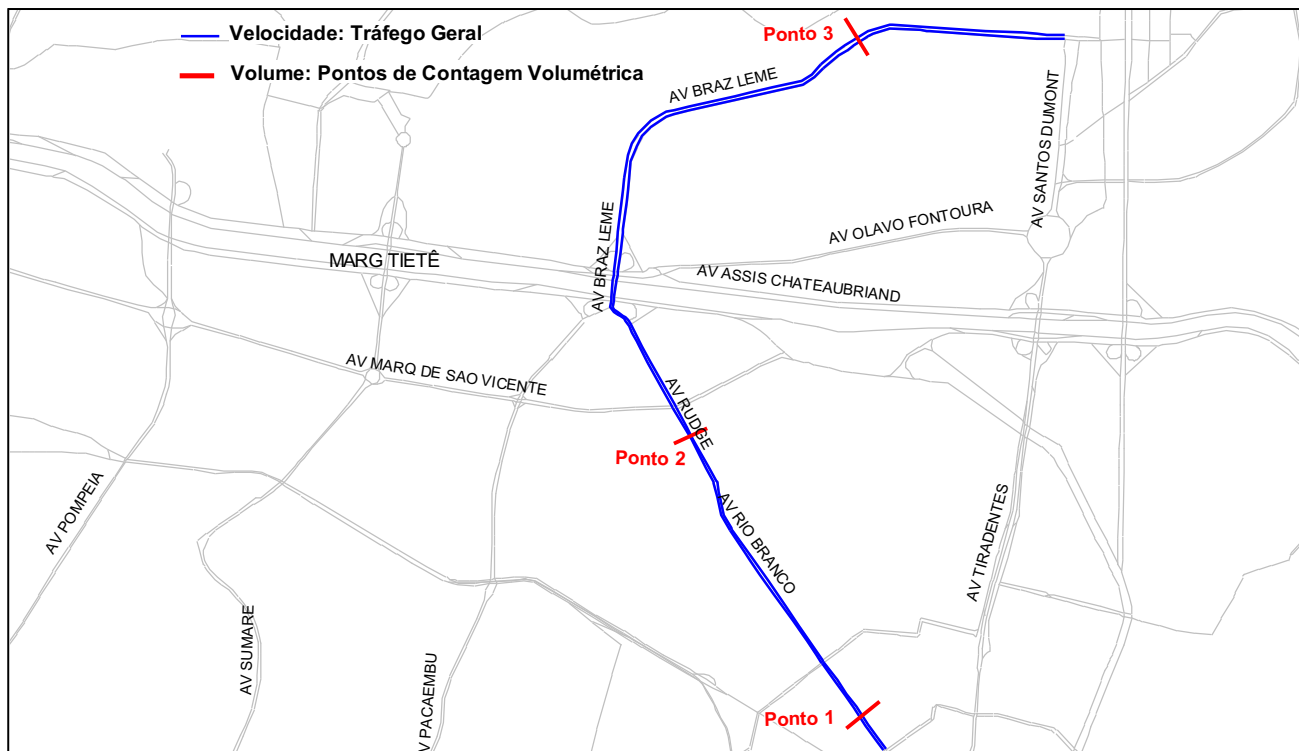 Velocidade: Tráfego Geral
Ponto 3
Volume: Pontos de Contagem Volumétrica
AV BRAZ LEME
AV SANTOS DUMONT
AV OLAVO FONTOURA
MARG TIETÊ
AV BRAZ LEME
AV ASSIS CHATEAUBRIAND
AV MARQ DE SAO VICENTE
AV RUDGE
Ponto 2
AV POMPEIA
AV RIO BRANCO
AV TIRADENTES
AV SUMARE
V PACAEMBU
Ponto 1